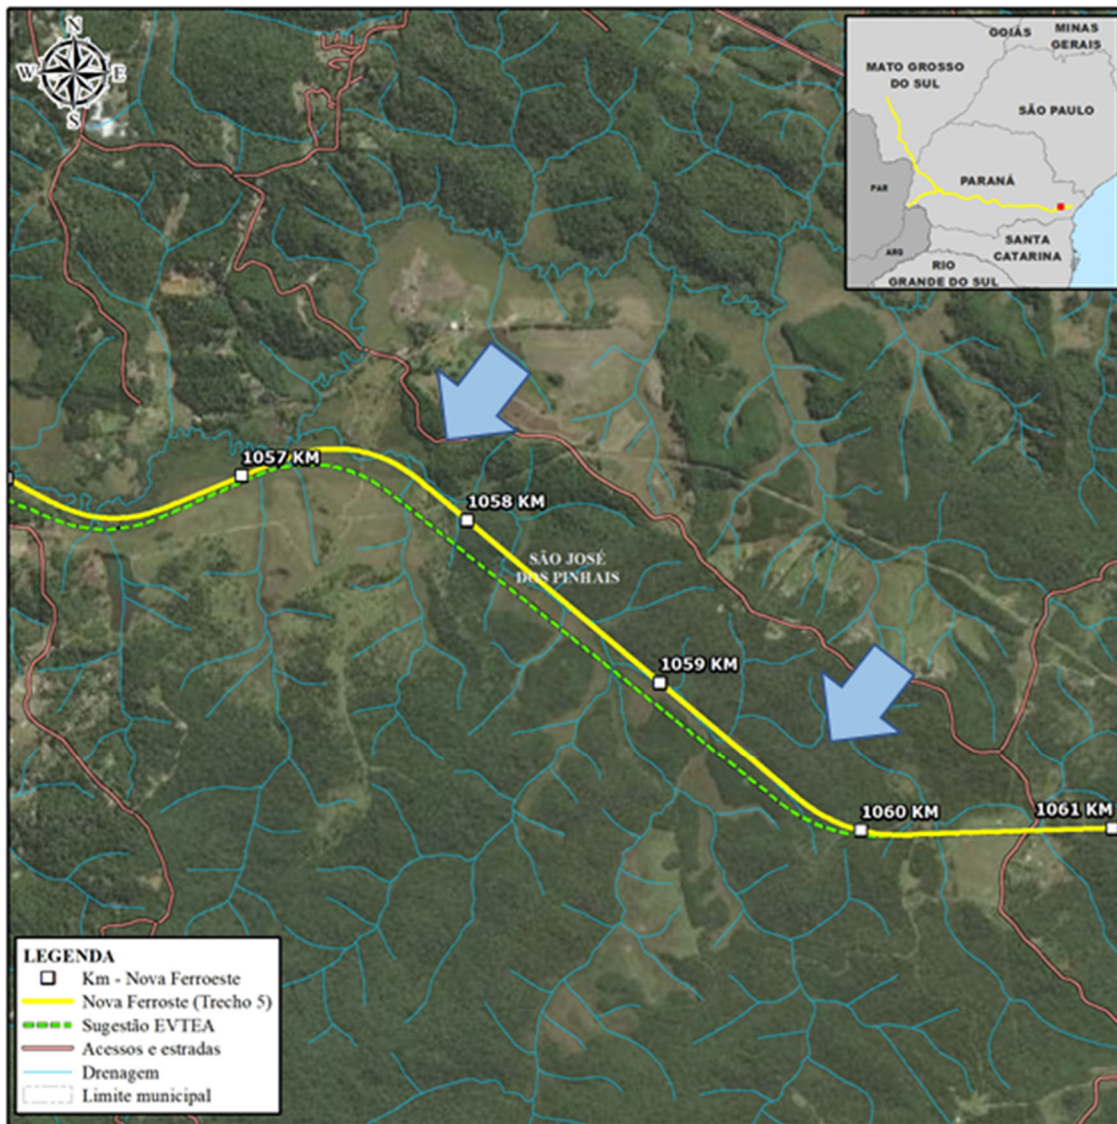 N
W E
S
GOIÁS
MINAS
GERAIS
MATO GROSSO
DO SUL
SÃO PAULO
PARANÁ
PAR
SANTA
CATARINA
ARG
RIO
GRANDE DO SUL
1057 KM
1058 KM
SÃO JOSÉ
DOS PINHAIS
1059 KM
1060 KM
1061 KM
LEGENDA
Km - Nova Ferroeste
Nova Ferroste (Trecho 5)
Sugestão EVTEA
Acessos e estradas
Drenagem
Limite municipal